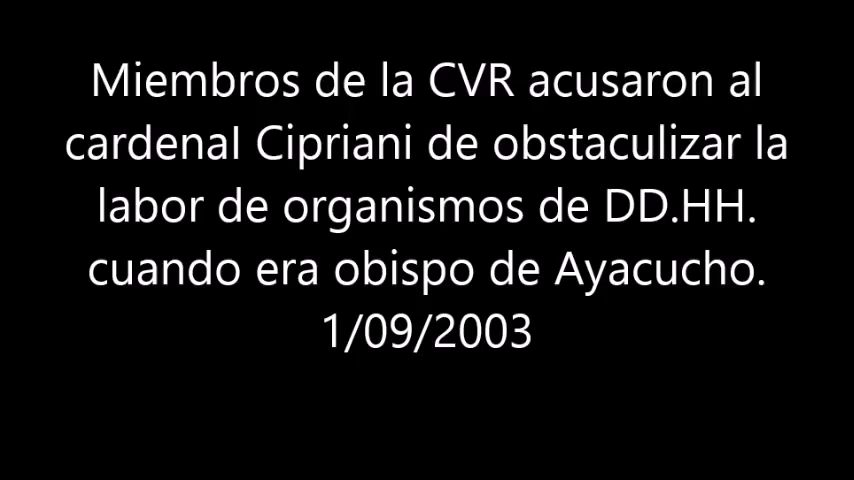 Miembros de la CVR acusaron al
cardenal Cipriani de obstaculizar la
labor de organismos de DD.HH.
cuando era obispo de Ayacucho.
1/09/2003